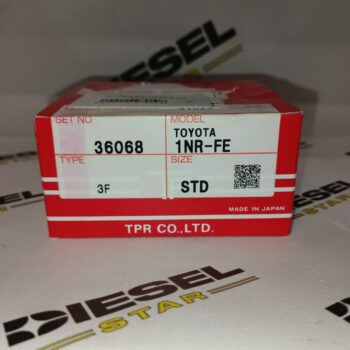 DIESEL
SET NO
MODEL
36068
TOYOTA
1NR-FE
TYPE
SIZE
3F
STD
MADE IN JAPAN
TPR CO.,LTD.
DIESEL
STAR
STAR